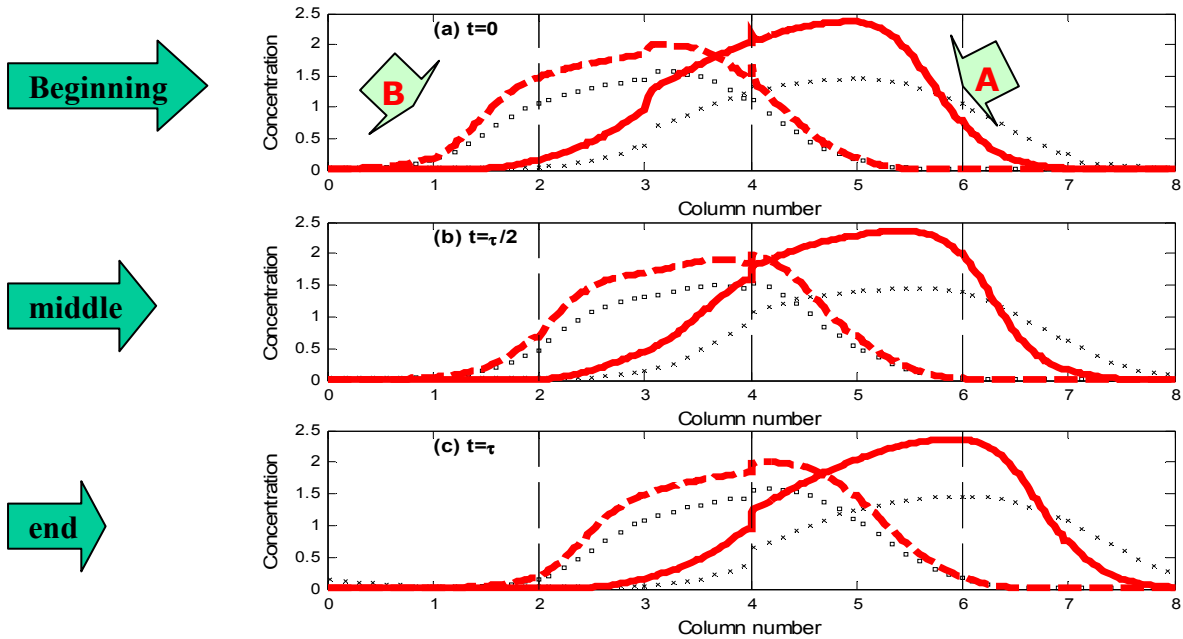 Beginning
(a) t=0
B
A
Concentration
2.5
2
1.5
1
0.5
0
0 1 2 3 4 5 6 7 8
Column number
middle
(b) t=τ/2
Concentration
2.5
2
1.5
1
0.5
0
0 1 2 3 4 5 6 7 8
Column number
end
(c) t=τ
Concentration
2.5
2
1.5
1
0.5
0
0 1 2 3 4 5 6 7 8
Column number